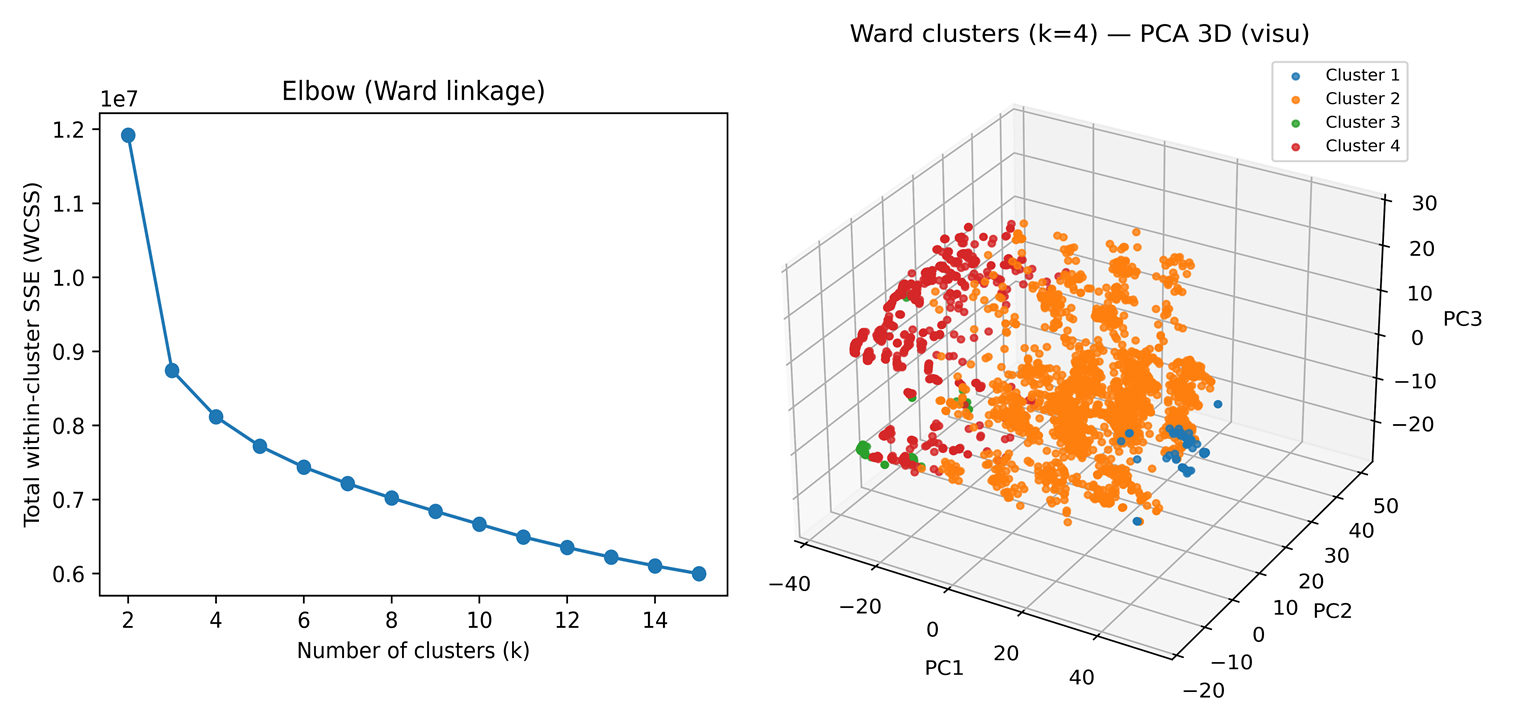 Elbow (Ward linkage)
1e7
1.2
1.1
1.0
0.9
0.8
0.7
0.6
Total within-cluster SSE (WCSS)
2 4 6 8 10 12 14
Number of clusters (k)
Ward clusters (k=4) — PCA 3D (visu)
Cluster 1
Cluster 2
Cluster 3
Cluster 4
30
20
10
0
−10
−20
PC3
50
40
30
20
10
0
−10
−20
PC2
−40
−20
0
20
40
PC1